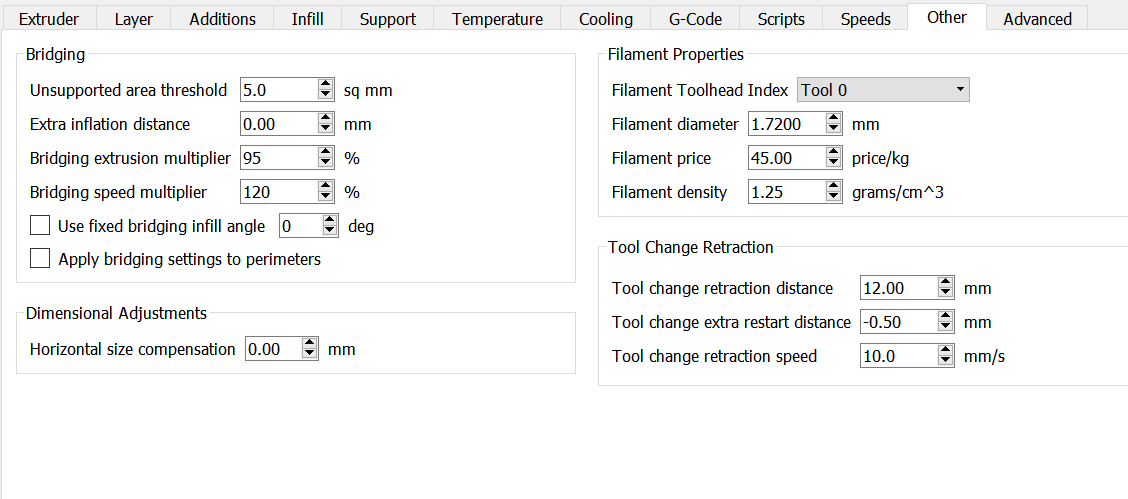 Extruder Layer Additions Infill Support Temperature Cooling G-Code Scripts Speeds Other Advanced
Bridging
Unsupported area threshold 5.0 sq mm
Extra inflation distance 0.00 mm
Bridging extrusion multiplier 95 %
Bridging speed multiplier 120 %
Use fixed bridging infill angle 0 deg
Apply bridging settings to perimeters
Dimensional Adjustments
Horizontal size compensation 0.00 mm
Filament Properties
Filament Toolhead Index Tool 0
Filament diameter 1.7200 mm
Filament price 45.00 price/kg
Filament density 1.25 grams/cm^3
Tool Change Retraction
Tool change retraction distance 12.00 mm
Tool change extra restart distance -0.50 mm
Tool change retraction speed 10.0 mm/s